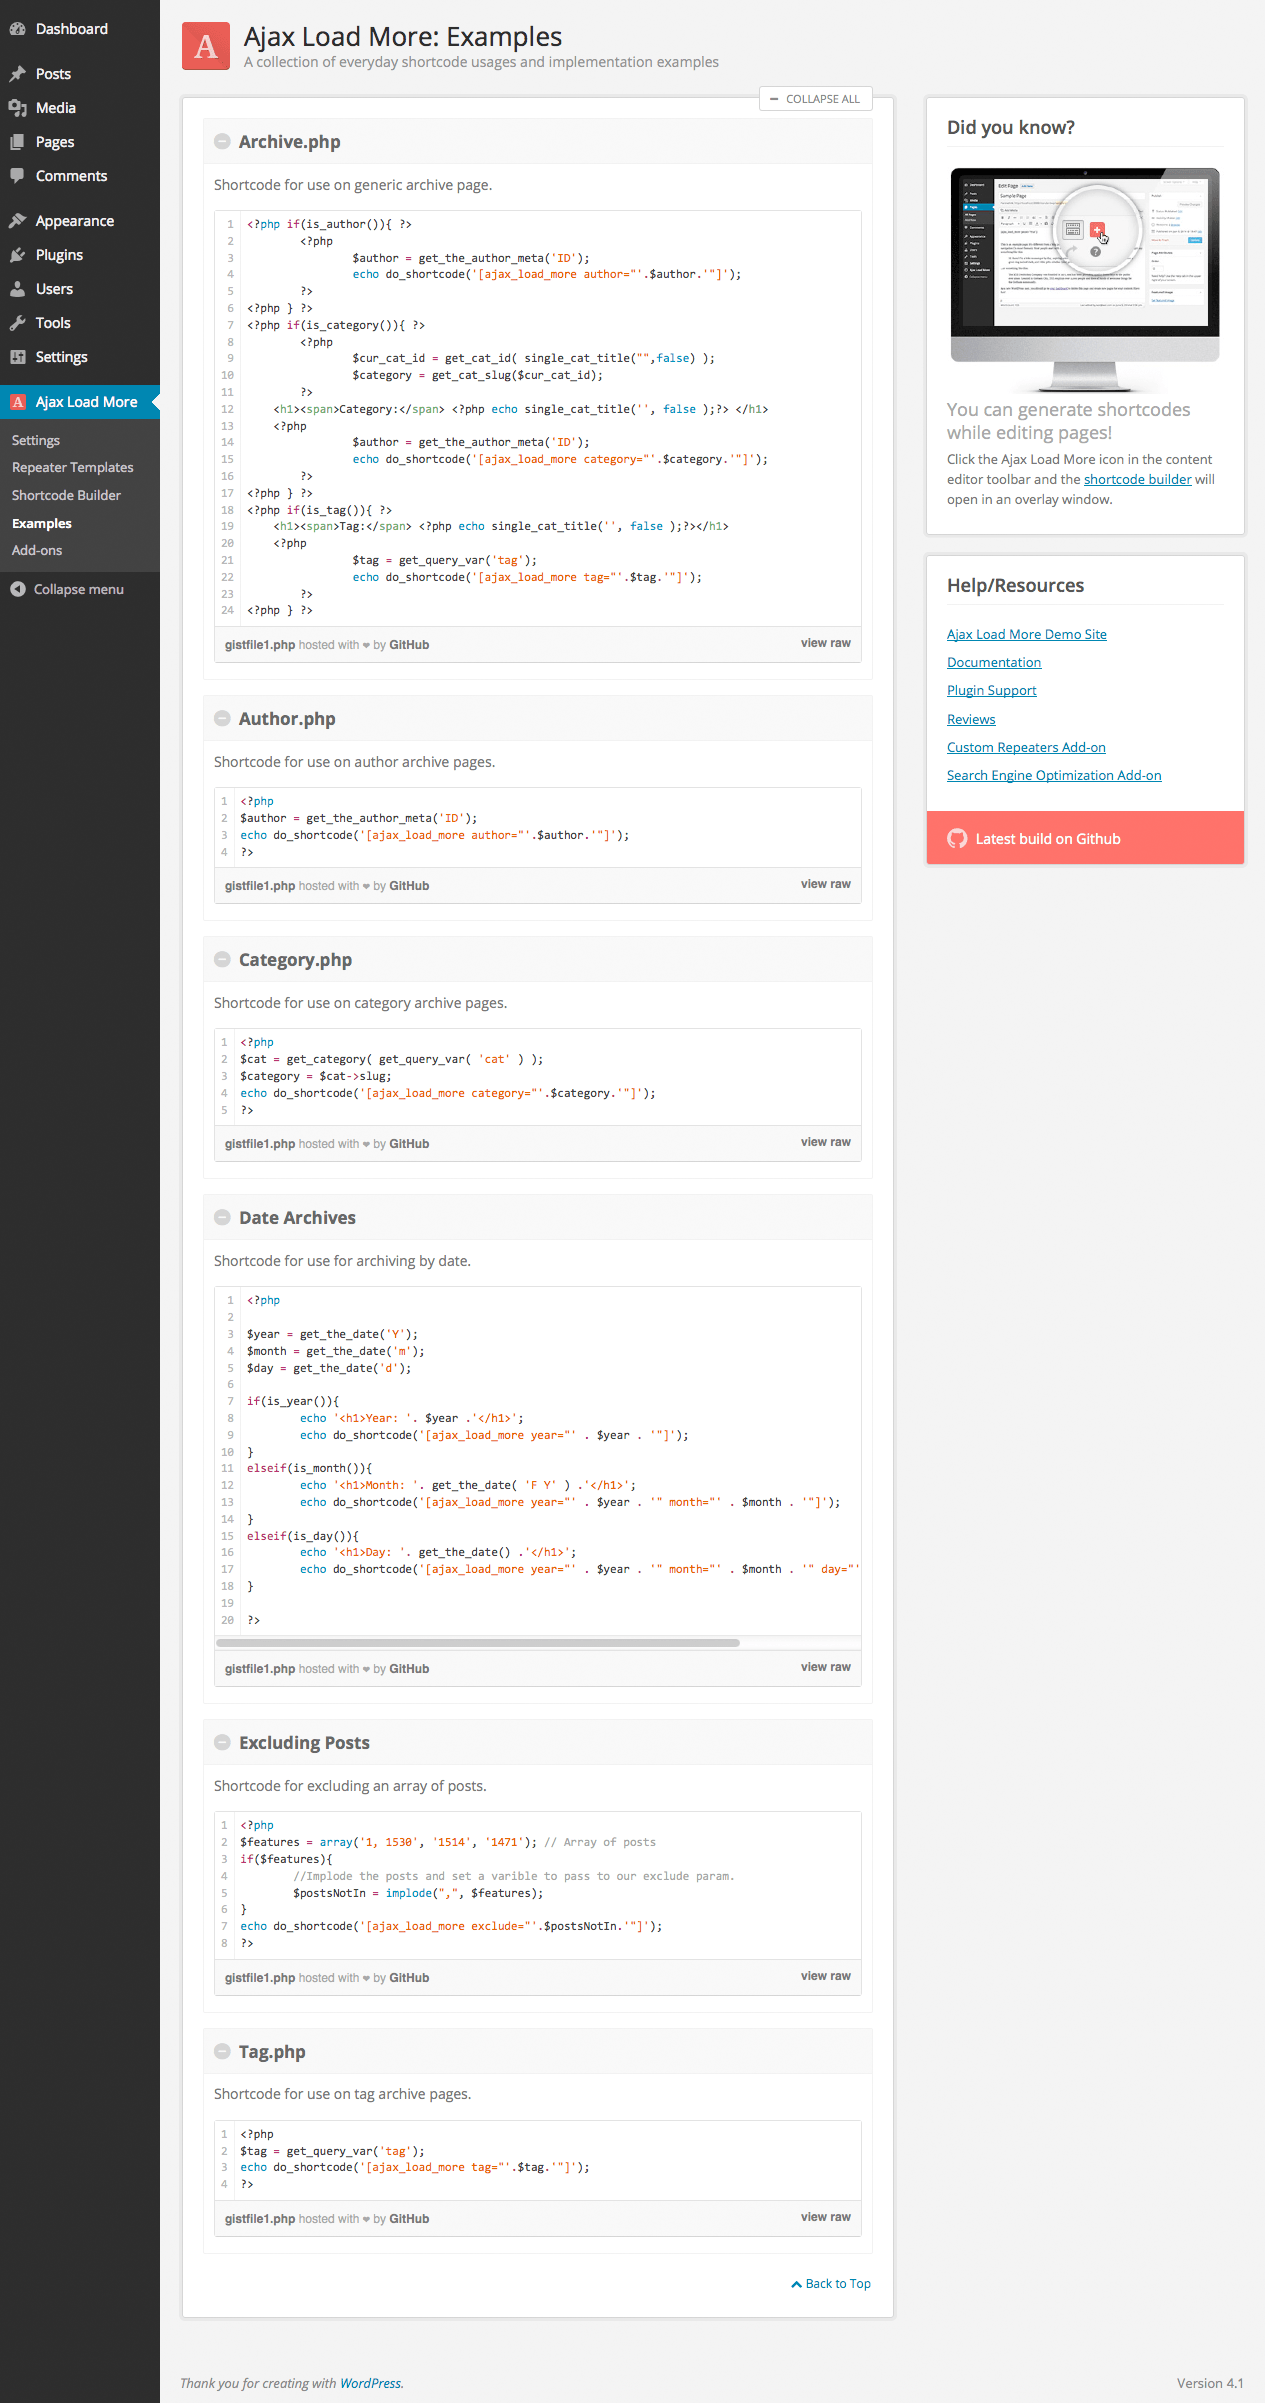 Dashboard
Posts
Media
Pages
Comments
Appearance
Plugins
Users
Tools
Settings
A Ajax Load More
Settings
Repeater Templates
Shortcode Builder
Examples
Add-ons
Collapse menu
A
Ajax Load More: Examples
A collection of everyday shortcode usages and implementation examples
COLLAPSE ALL
Archive.php
Shortcode for use on generic archive page.
1 <?php if(is_author()){ ?>
2 <?php
3 $author = get_the_author_meta('ID');
4 echo do_shortcode('[ajax_load_more author="'.$author.'"]');
5 ?>
6 <?php } ?>
7 <?php if(is_category()){ ?>
8 <?php
9 $cur_cat_id = get_cat_id( single_cat_title("",false) );
10 $category = get_cat_slug($cur_cat_id);
11 ?>
12 <h1><span>Category:</span> <?php echo single_cat_title('', false );?> </h1>
13 <?php
14 $author = get_the_author_meta('ID');
15 echo do_shortcode('[ajax_load_more category="'.$category.'"]');
16 ?>
17 <?php } ?>
18 <?php if(is_tag()){ ?>
19 <h1><span>Tag:</span> <?php echo single_cat_title('', false );?></h1>
20 <?php
21 $tag = get_query_var('tag');
22 echo do_shortcode('[ajax_load_more tag="'.$tag.'"]');
23 ?>
24 <?php } ?>
gistfile1.php hosted with ❤ by GitHub view raw
Author.php
Shortcode for use on author archive pages.
1 <?php
2 $author = get_the_author_meta('ID');
3 echo do_shortcode('[ajax_load_more author="'.$author.'"]');
4 ?>
gistfile1.php hosted with ❤ by GitHub view raw
Category.php
Shortcode for use on category archive pages.
1 <?php
2 $cat = get_category( get_query_var( 'cat' ) );
3 $category = $cat->slug;
4 echo do_shortcode('[ajax_load_more category="'.$category.'"]');
5 ?>
gistfile1.php hosted with ❤ by GitHub view raw
Date Archives
Shortcode for use for archiving by date.
1 <?php
2
3 $year = get_the_date('Y');
4 $month = get_the_date('m');
5 $day = get_the_date('d');
6
7 if(is_year()){
8 echo '<h1>Year: '. $year .'</h1>';
9 echo do_shortcode('[ajax_load_more year="' . $year . '"]');
10 }
11 elseif(is_month()){
12 echo '<h1>Month: '. get_the_date( 'F Y' ) .'</h1>';
13 echo do_shortcode('[ajax_load_more year="' . $year . '" month="' . $month . '"]');
14 }
15 elseif(is_day()){
16 echo '<h1>Day: '. get_the_date() .'</h1>';
17 echo do_shortcode('[ajax_load_more year="' . $year . '" month="' . $month . '" day="'
18 }
19
20 ?>
gistfile1.php hosted with ❤ by GitHub view raw
Excluding Posts
Shortcode for excluding an array of posts.
1 <?php
2 $features = array('1, 1530', '1514', '1471'); // Array of posts
3 if($features){
4 //Implode the posts and set a varible to pass to our exclude param.
5 $postsNotIn = implode(",", $features);
6 }
7 echo do_shortcode('[ajax_load_more exclude="'.$postsNotIn.'"]');
8 ?>
gistfile1.php hosted with ❤ by GitHub view raw
Tag.php
Shortcode for use on tag archive pages.
1 <?php
2 $tag = get_query_var('tag');
3 echo do_shortcode('[ajax_load_more tag="'.$tag.'"]');
4 ?>
gistfile1.php hosted with ❤ by GitHub view raw
Back to Top
Did you know?
Edit Page
Sample Page
You can generate shortcodes
while editing pages!
Click the Ajax Load More icon in the content
editor toolbar and the shortcode builder will
open in an overlay window.
Help/Resources
Ajax Load More Demo Site
Documentation
Plugin Support
Reviews
Custom Repeaters Add-on
Search Engine Optimization Add-on
Latest build on Github
Thank you for creating with WordPress.
Version 4.1